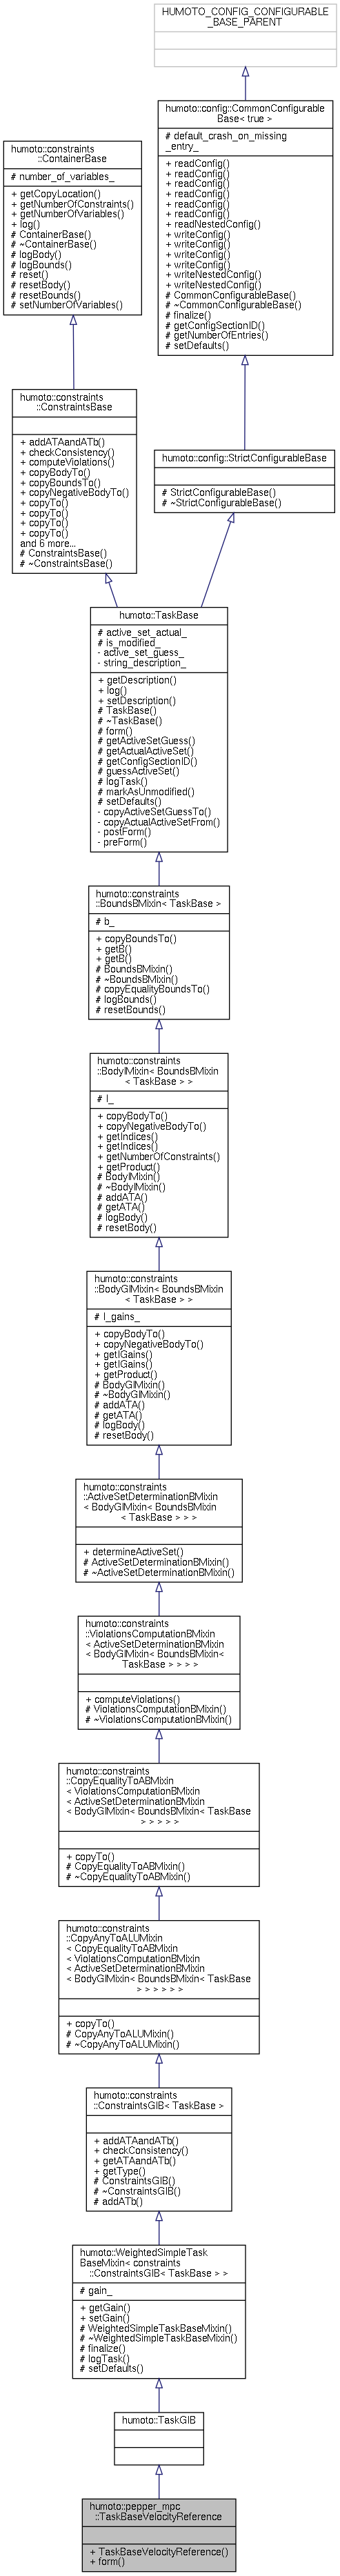 HUMOTO_CONFIG_CONFIGURABLE
_BASE_PARENT
humoto::config::CommonConfigurable
Base< true >
# default_crash_on_missing
_entry_
+ readConfig()
+ readConfig()
+ readConfig()
+ readConfig()
+ readConfig()
+ readConfig()
+ readNestedConfig()
+ writeConfig()
+ writeConfig()
+ writeConfig()
+ writeConfig()
+ writeNestedConfig()
+ writeNestedConfig()
# CommonConfigurableBase()
# ~CommonConfigurableBase()
# finalize()
# getConfigSectionID()
# getNumberOfEntries()
# setDefaults()
humoto::constraints
::ContainerBase
# number_of_variables_
+ getCopyLocation()
+ getNumberOfConstraints()
+ getNumberOfVariables()
+ log()
# ContainerBase()
# ~ContainerBase()
# logBody()
# logBounds()
# reset()
# resetBody()
# resetBounds()
# setNumberOfVariables()
humoto::constraints
::ConstraintsBase
+ addATAandATb()
+ checkConsistency()
+ computeViolations()
+ copyBodyTo()
+ copyBoundsTo()
+ copyNegativeBodyTo()
+ copyTo()
+ copyTo()
+ copyTo()
+ copyTo()
and 6 more...
# ConstraintsBase()
# ~ConstraintsBase()
humoto::config::StrictConfigurableBase
# StrictConfigurableBase()
# ~StrictConfigurableBase()
humoto::TaskBase
# active_set_actual_
# is_modified_
- active_set_guess_
- string_description_
+ getDescription()
+ log()
+ setDescription()
# TaskBase()
# ~TaskBase()
# form()
# getActiveSetGuess()
# getActualActiveSet()
# getConfigSectionID()
# guessActiveSet()
# logTask()
# markAsUnmodified()
# setDefaults()
- copyActiveSetGuessTo()
- copyActualActiveSetFrom()
- postForm()
- preForm()
humoto::constraints
::BoundsBMixin< TaskBase >
# b_
+ copyBoundsTo()
+ getB()
+ getB()
# BoundsBMixin()
# ~BoundsBMixin()
# copyEqualityBoundsTo()
# logBounds()
# resetBounds()
humoto::constraints
::BodyIMixin< BoundsBMixin
< TaskBase > >
# I_
+ copyBodyTo()
+ copyNegativeBodyTo()
+ getIndices()
+ getIndices()
+ getNumberOfConstraints()
+ getProduct()
# BodyIMixin()
# ~BodyIMixin()
# addATA()
# getATA()
# logBody()
# resetBody()
humoto::constraints
::BodyGIMixin< BoundsBMixin
< TaskBase > >
# I_gains_
+ copyBodyTo()
+ copyNegativeBodyTo()
+ getIGains()
+ getIGains()
+ getProduct()
# BodyGIMixin()
# ~BodyGIMixin()
# addATA()
# getATA()
# logBody()
# resetBody()
humoto::constraints
::ActiveSetDeterminationBMixin
< BodyGIMixin< BoundsBMixin
< TaskBase > > >
+ determineActiveSet()
# ActiveSetDeterminationBMixin()
# ~ActiveSetDeterminationBMixin()
humoto::constraints
::ViolationsComputationBMixin
< ActiveSetDeterminationBMixin
< BodyGIMixin< BoundsBMixin<
TaskBase > > > >
+ computeViolations()
# ViolationsComputationBMixin()
# ~ViolationsComputationBMixin()
humoto::constraints
::CopyEqualityToABMixin
< ViolationsComputationBMixin
< ActiveSetDeterminationBMixin
< BodyGIMixin< BoundsBMixin< TaskBase
> > > > >
+ copyTo()
# CopyEqualityToABMixin()
# ~CopyEqualityToABMixin()
humoto::constraints
::CopyAnyToALUMixin
< CopyEqualityToABMixin
< ViolationsComputationBMixin
< ActiveSetDeterminationBMixin
< BodyGIMixin< BoundsBMixin< TaskBase
> > > > > >
+ copyTo()
# CopyAnyToALUMixin()
# ~CopyAnyToALUMixin()
humoto::constraints
::ConstraintsGIB< TaskBase >
+ addATAandATb()
+ checkConsistency()
+ getATAandATb()
+ getType()
# ConstraintsGIB()
# ~ConstraintsGIB()
# addATb()
humoto::WeightedSimpleTask
BaseMixin< constraints
::ConstraintsGIB< TaskBase > >
# gain_
+ getGain()
+ setGain()
# WeightedSimpleTaskBaseMixin()
# ~WeightedSimpleTaskBaseMixin()
# finalize()
# logTask()
# setDefaults()
humoto::TaskGIB
humoto::pepper_mpc
::TaskBaseVelocityReference
+ TaskBaseVelocityReference()
+ form()